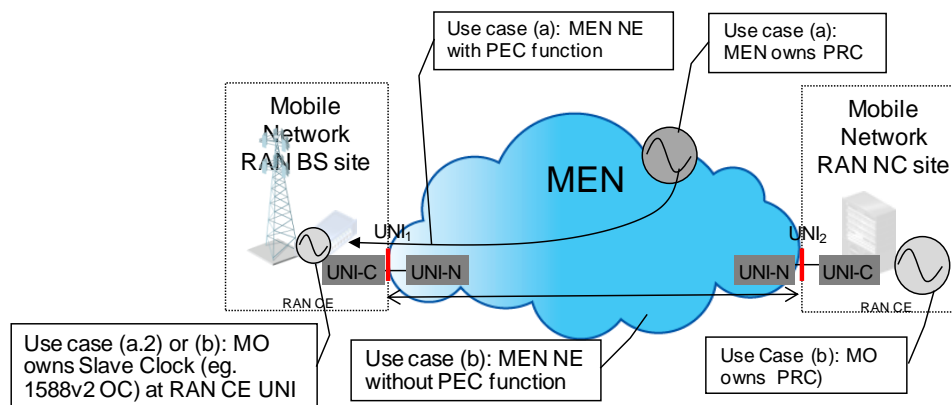 Use case (a): MEN NE
with PEC function
Use case (a):
MEN owns PRC
Mobile
Network
RAN BS site
MEN
Mobile
Network
RAN NC site
UNI1
UNI2
UNI-C
UNI-N
UNI-N
UNI-C
RAN CE
RAN CE
Use case (a.2) or (b): MO
owns Slave Clock (eg.
1588v2 OC) at RAN CE UNI
Use case (b): MEN NE
without PEC function
Use Case (b): MO
owns PRC)